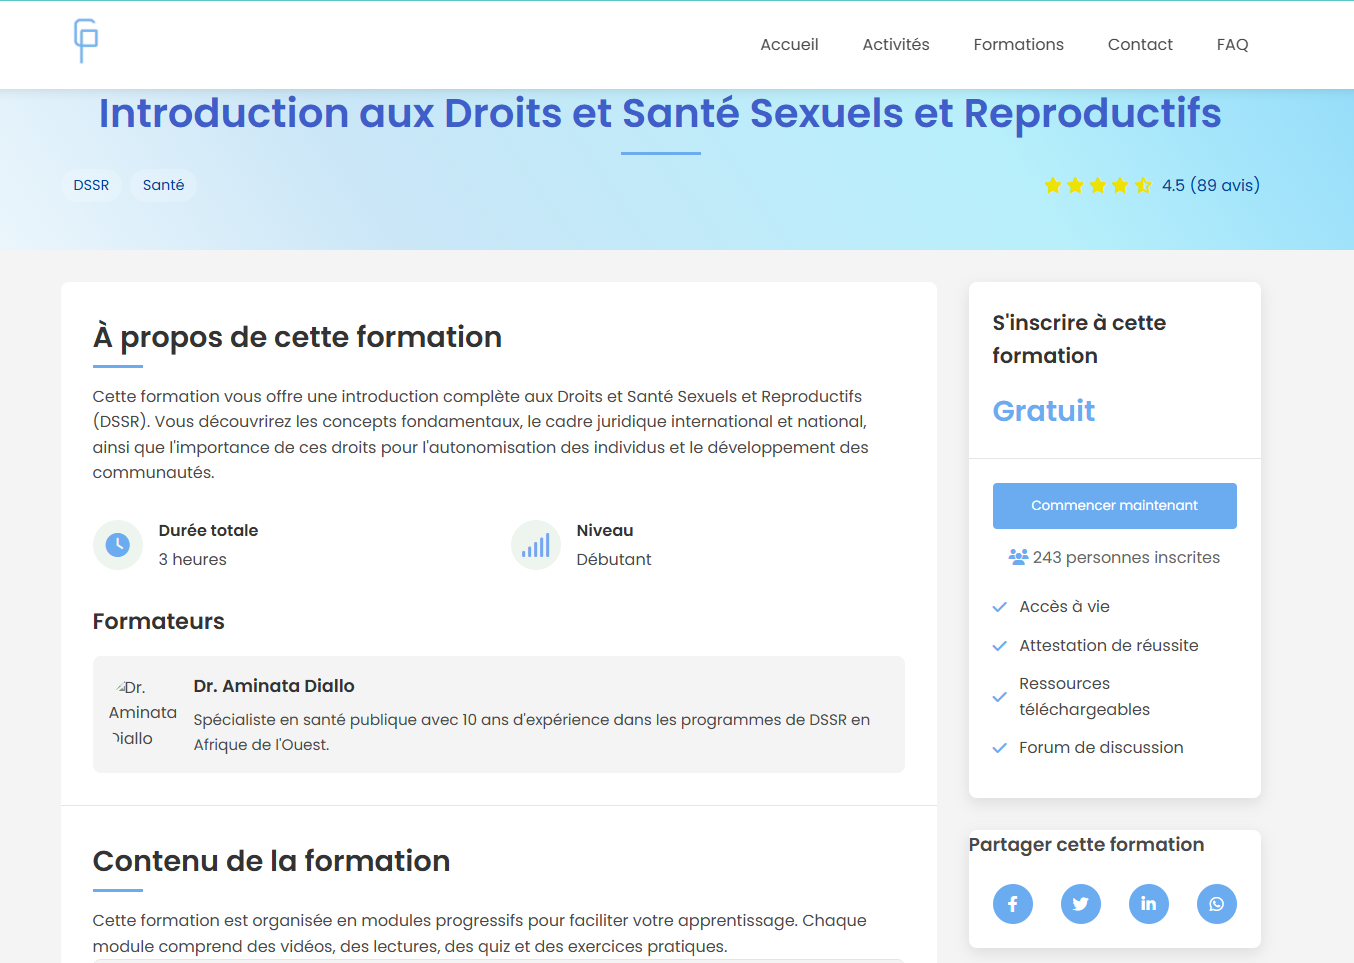 Accueil Activités Formations Contact FAQ
Introduction aux Droits et Santé Sexuels et Reproductifs
DSSR Santé 4.5 (89 avis)
À propos de cette formation
Cette formation vous offre une introduction complète aux Droits et Santé Sexuels et Reproductifs
(DSSR). Vous découvrirez les concepts fondamentaux, le cadre juridique international et national,
ainsi que l'importance de ces droits pour l'autonomisation des individus et le développement des
communautés.
Durée totale
3 heures
Niveau
Débutant
Formateurs
Dr.
Aminata
Diallo
Dr. Aminata Diallo
Spécialiste en santé publique avec 10 ans d'expérience dans les programmes de DSSR en
Afrique de l'Ouest.
Contenu de la formation
Cette formation est organisée en modules progressifs pour faciliter votre apprentissage. Chaque
module comprend des vidéos, des lectures, des quiz et des exercices pratiques.
S'inscrire à cette
formation
Gratuit
Commencer maintenant
243 personnes inscrites
Accès à vie
Attestation de réussite
Ressources
téléchargeables
Forum de discussion
Partager cette formation